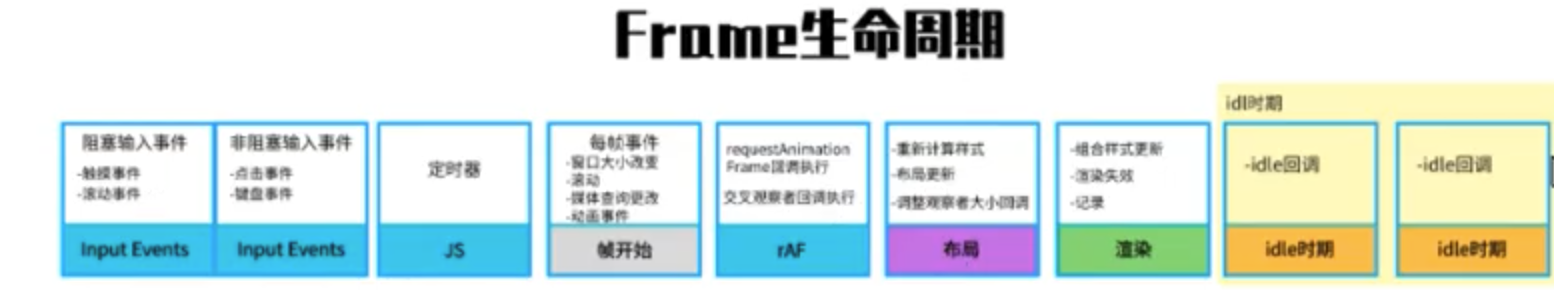 Frame生命周期
阻塞输入事件
-触摸事件
-滚动事件
Input Events
非阻塞输入事件
-点击事件
-键盘事件
Input Events
定时器
JS
每帧事件
-窗口大小改变
-滚动
-媒体查询更改
-动画事件
帧开始
requestAnimation
Frame回调执行
交叉观察者回调执行
rAF
-重新计算样式
-布局更新
-调整观察者大小回调
布局
-组合样式更新
-渲染失效
-记录
渲染
idl时期
-idle回调
idle时期
-idle回调
idle时期